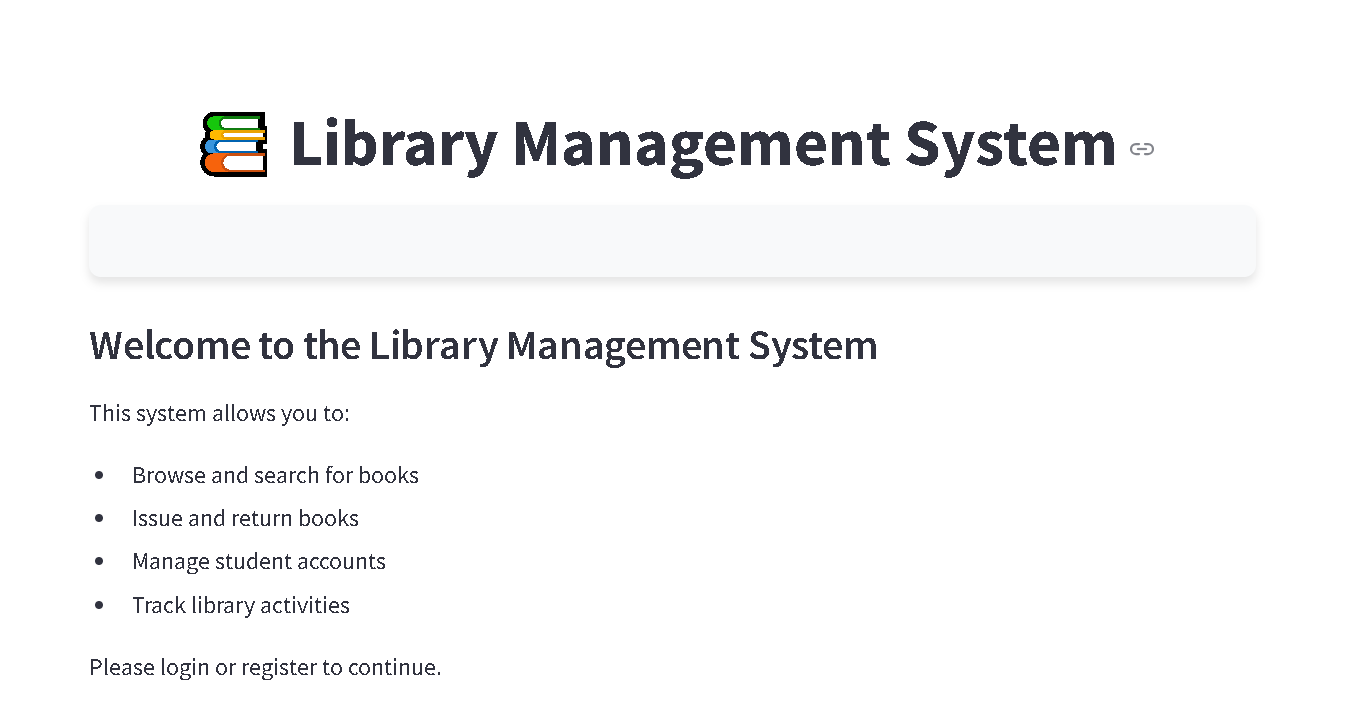 Library Management System
Welcome to the Library Management System
This system allows you to:
Browse and search for books
Issue and return books
Manage student accounts
Track library activities
Please login or register to continue.